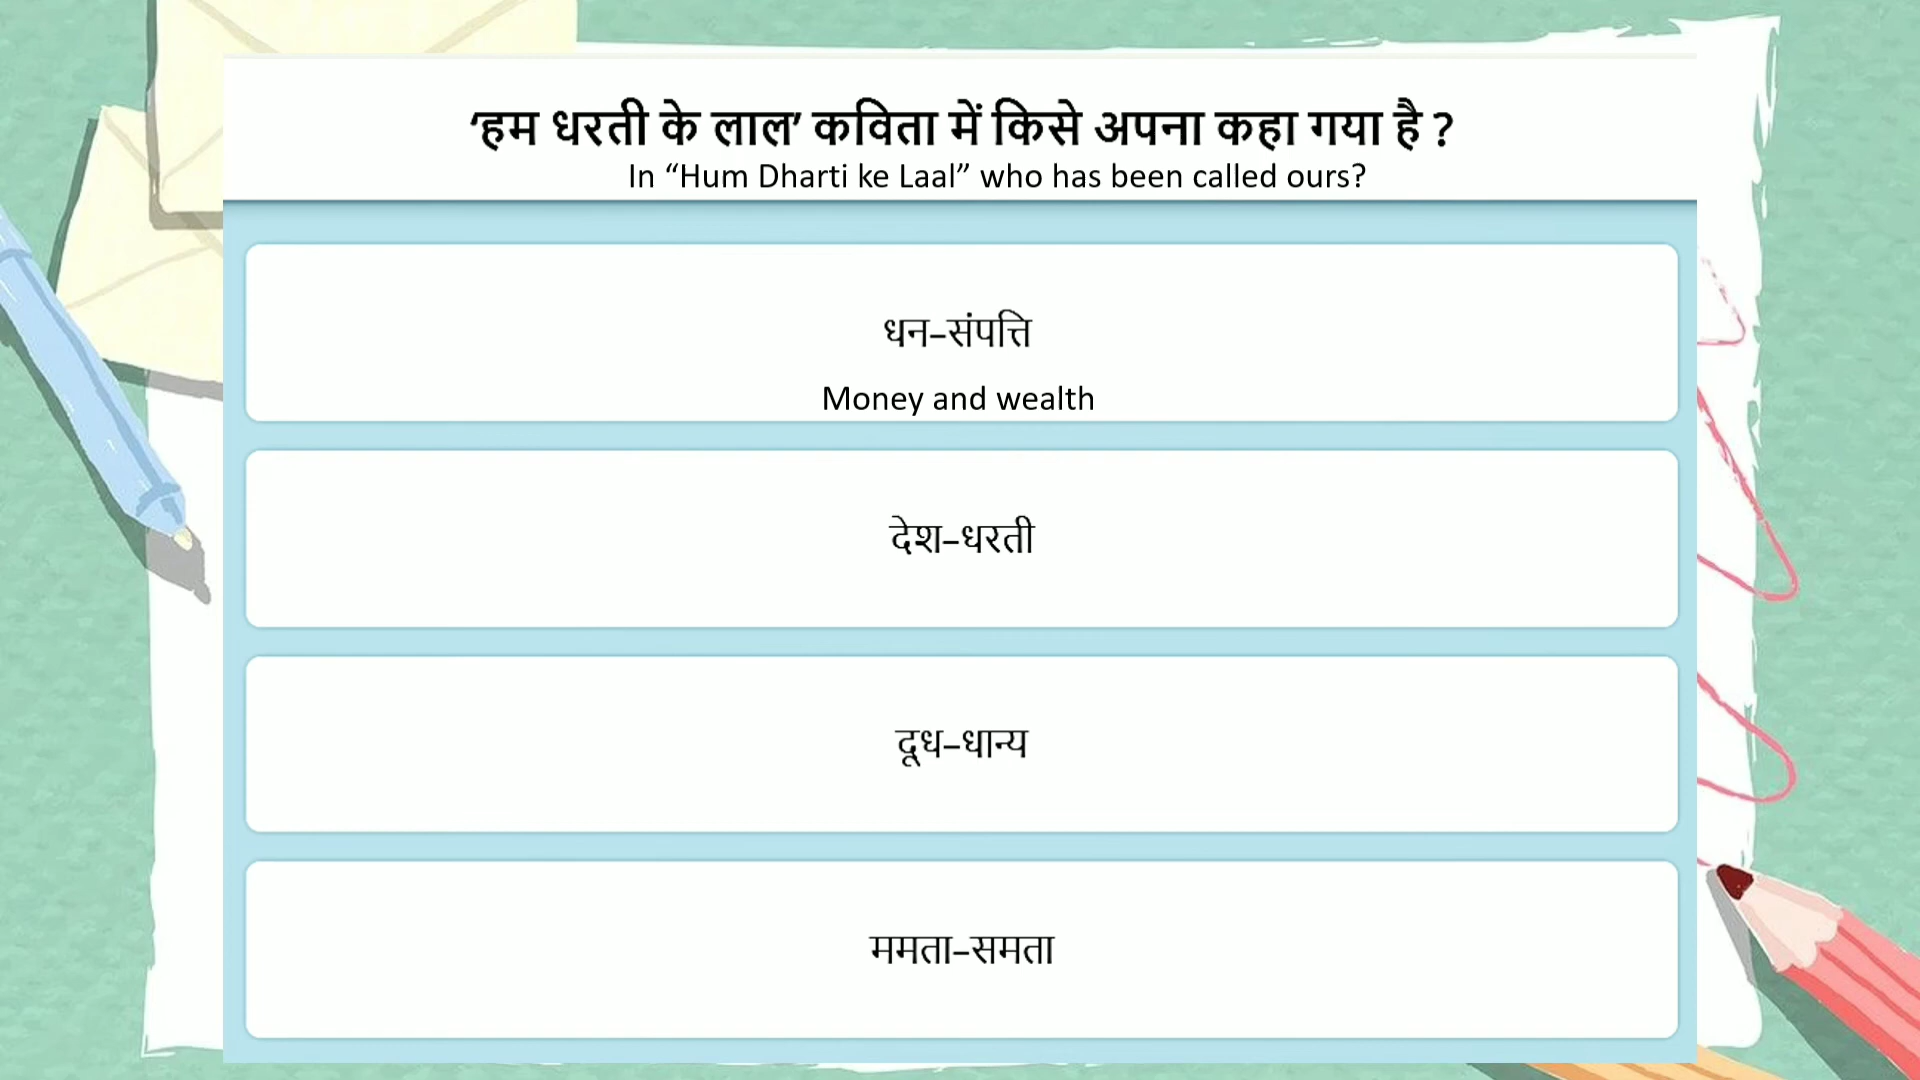 ‘हम धरती के लाल’ कविता में किसे अपना कहा गया है ?
In “Hum Dharti ke Laal” who has been called ours?
धन–संपत्ति
Money and wealth
देश–धरती
दूध–धान्य
ममता–समता